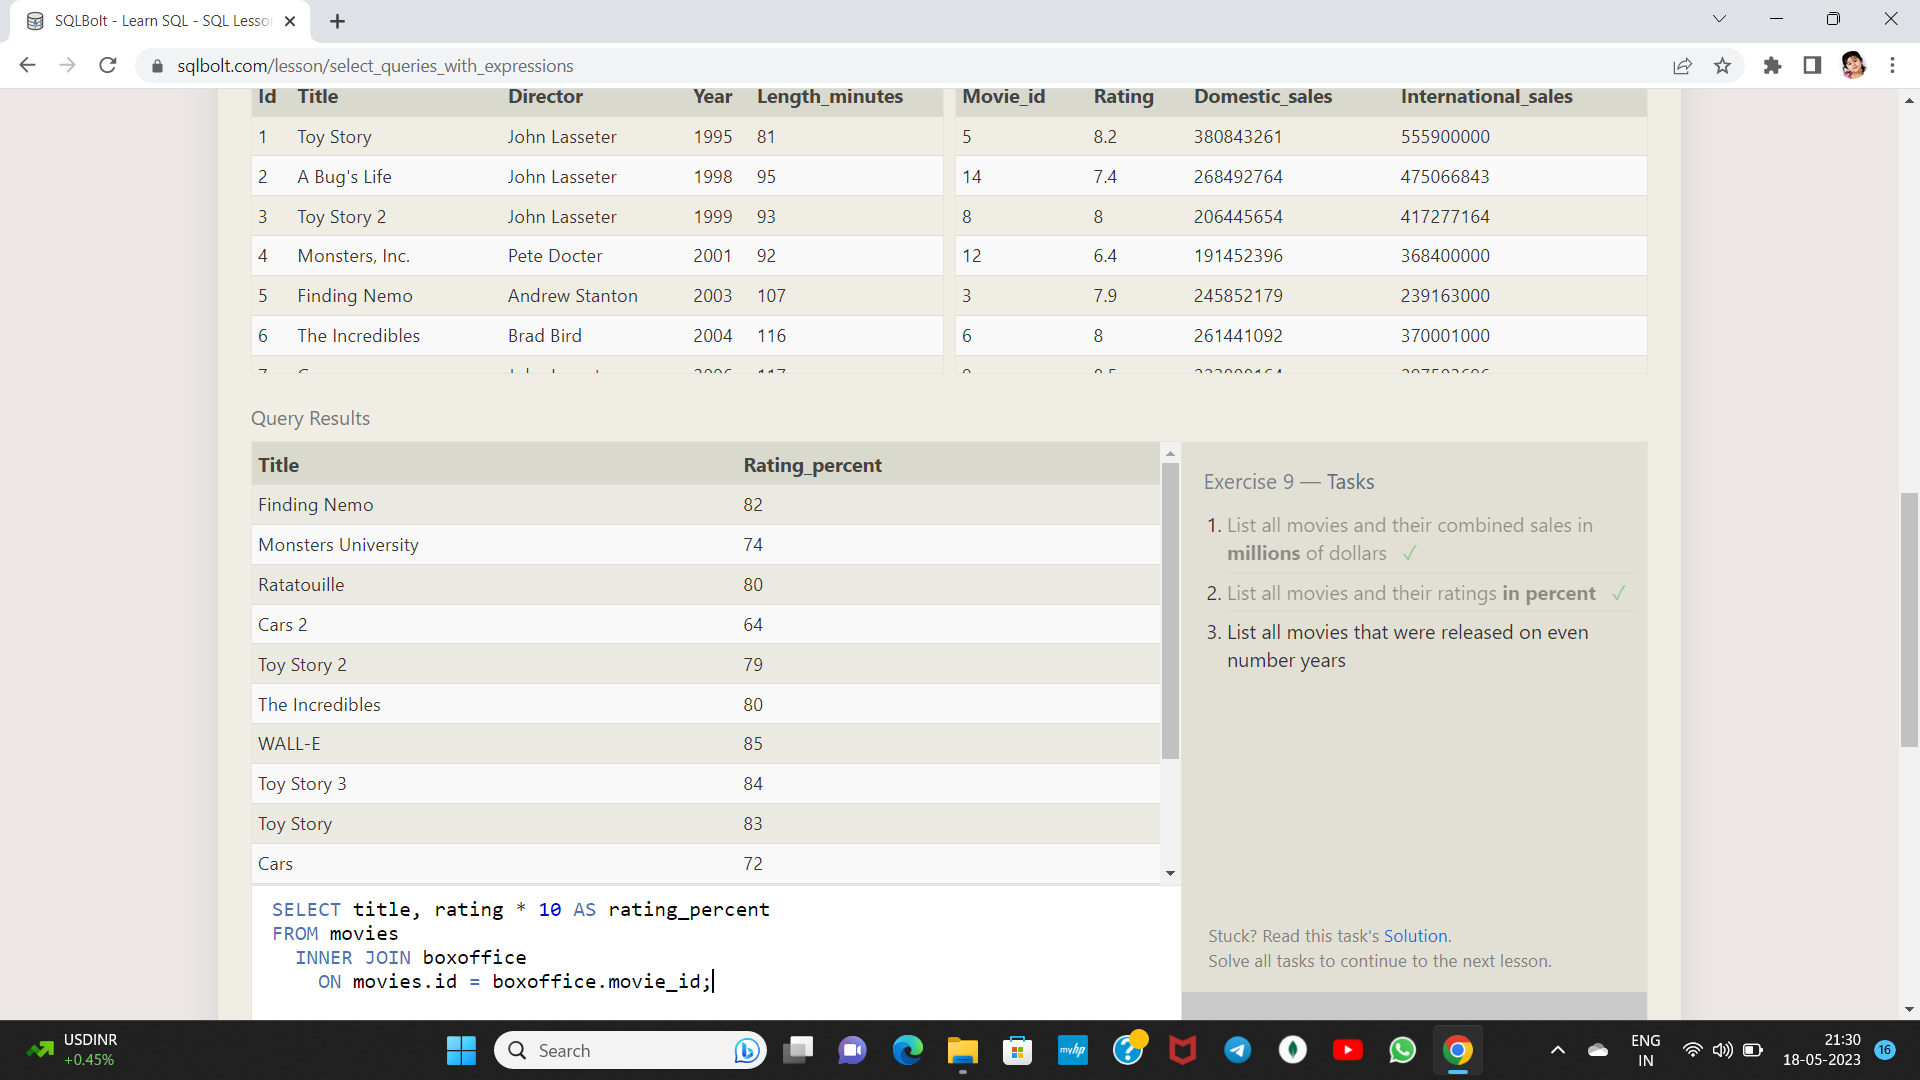 SQLBolt - Learn SQL - SQL Lesso
sqlbolt.com/lesson/select_queries_with_expressions
Id Title Director Year Length_minutes
1 Toy Story John Lasseter 1995 81
2 A Bug's Life John Lasseter 1998 95
3 Toy Story 2 John Lasseter 1999 93
4 Monsters, Inc. Pete Docter 2001 92
5 Finding Nemo Andrew Stanton 2003 107
6 The Incredibles Brad Bird 2004 116
Movie_id Rating Domestic_sales International_sales
5 8.2 380843261 555900000
14 7.4 268492764 475066843
8 8 206445654 417277164
12 6.4 191452396 368400000
3 7.9 245852179 239163000
6 8 261441092 370001000
Query Results
Title Rating_percent
Finding Nemo 82
Monsters University 74
Ratatouille 80
Cars 2 64
Toy Story 2 79
The Incredibles 80
WALL-E 85
Toy Story 3 84
Toy Story 83
Cars 72
Exercise 9 — Tasks
1. List all movies and their combined sales in
millions of dollars ✓
2. List all movies and their ratings in percent ✓
3. List all movies that were released on even
number years
Stuck? Read this task's Solution.
Solve all tasks to continue to the next lesson.
SELECT title, rating * 10 AS rating_percent
FROM movies
INNER JOIN boxoffice
ON movies.id = boxoffice.movie_id;
USDINR
+0.45%
Search
myhp
ENG
IN
21:30
18-05-2023
16